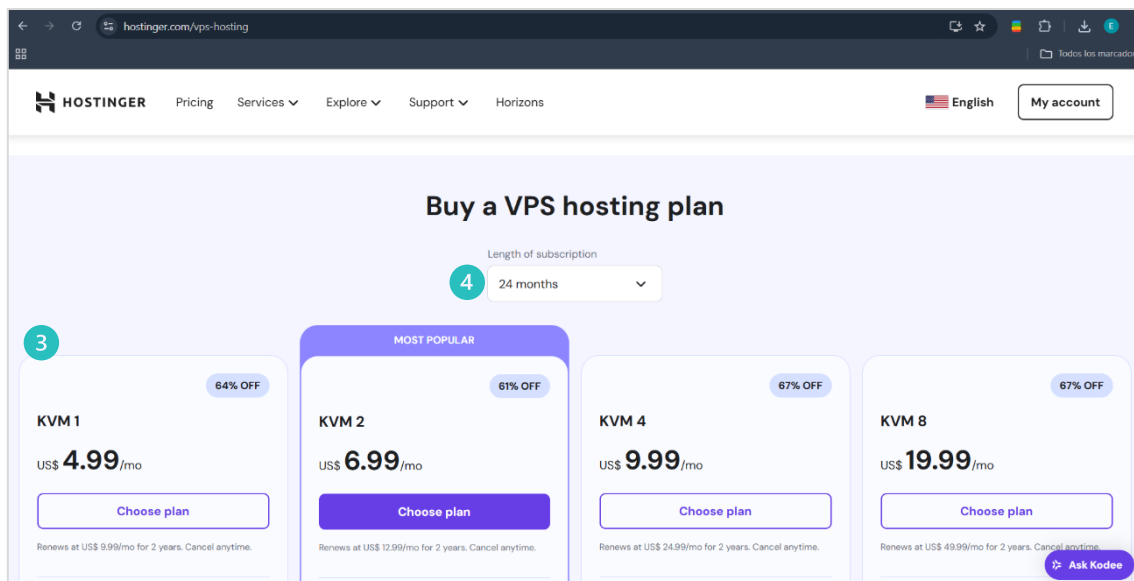 hostinger.com/vps-hosting
E
Todos los marcador
HOSTINGER
Pricing
Services
Explore
Support
Horizons
English
My account
Buy a VPS hosting plan
Length of subscription
4
24 months
3
MOST POPULAR
64% OFF
KVM 1
US$ 4.99/mo
Choose plan
Renews at US$ 9.99/mo for 2 years. Cancel anytime.
61% OFF
KVM 2
US$ 6.99/mo
Choose plan
Renews at US$ 12.99/mo for 2 years. Cancel anytime.
67% OFF
KVM 4
US$ 9.99/mo
Choose plan
Renews at US$ 24.99/mo for 2 years. Cancel anytime.
67% OFF
KVM 8
US$ 19.99/mo
Choose plan
Renews at US$ 49.99/mo for 2 years. Cancel anytime.
Ask Kodee